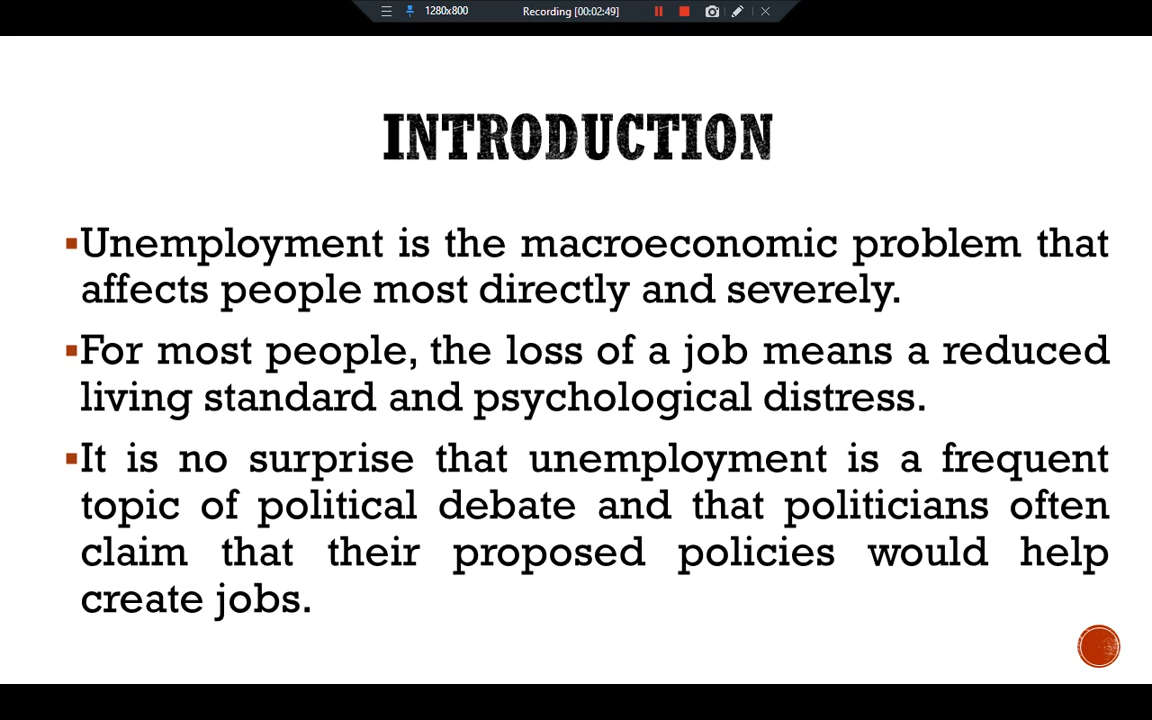 1280x800 Recording [00:02:49]
INTRODUCTION
▪Unemployment is the macroeconomic problem that
affects people most directly and severely.
▪For most people, the loss of a job means a reduced
living standard and psychological distress.
▪It is no surprise that unemployment is a frequent
topic of political debate and that politicians often
claim that their proposed policies would help
create jobs.